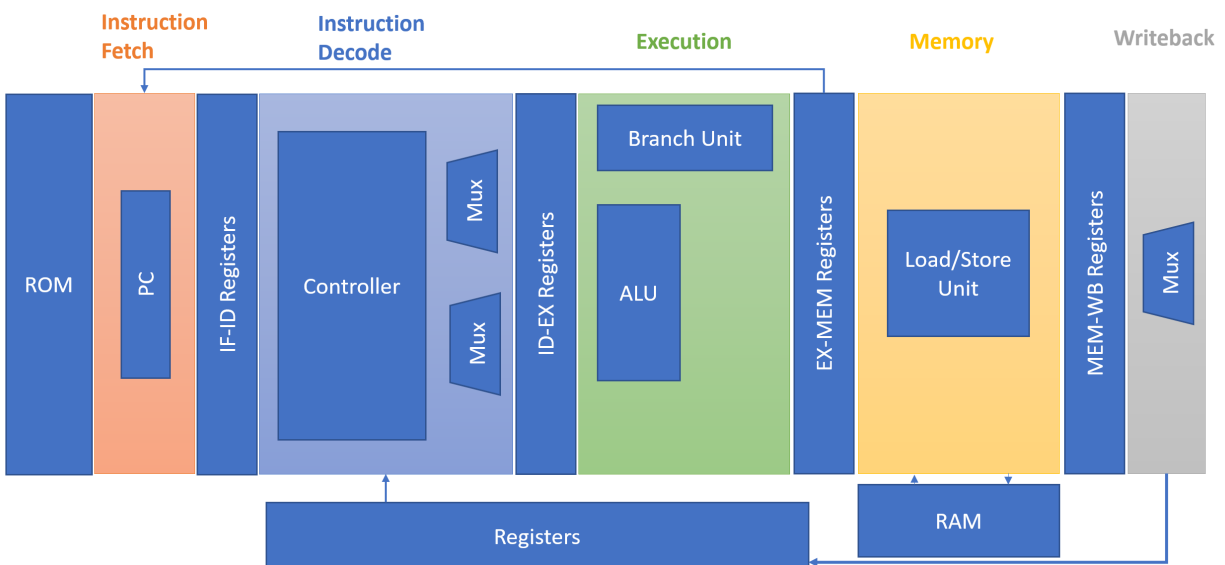 Instruction
Fetch
Instruction
Decode
Execution
Memory
Writeback
ROM
PC
IF-ID Registers
Controller
Mux
Mux
ID-EX Registers
Branch Unit
ALU
EX-MEM Registers
Load/Store
Unit
MEM-WB Registers
Mux
Registers
RAM